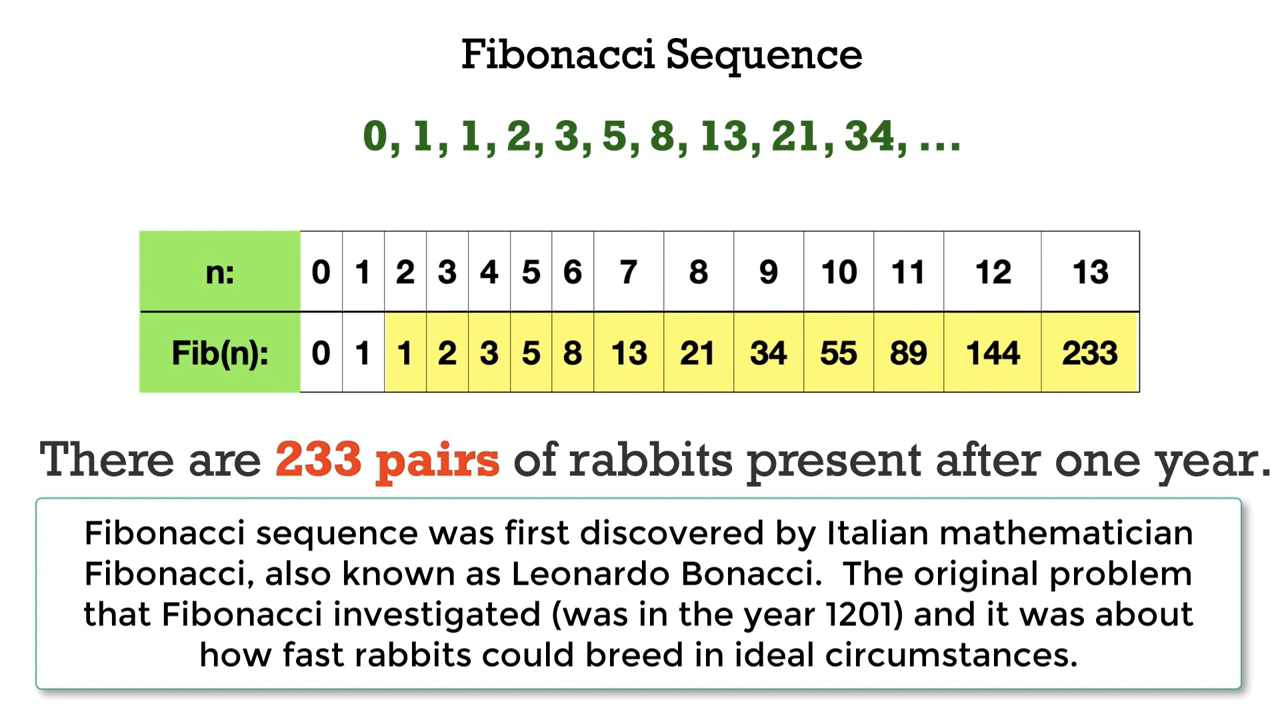 Fibonacci Sequence
0, 1, 1, 2, 3, 5, 8, 13, 21, 34, ...
n: 0 1 2 3 4 5 6 7 8 9 10 11 12 13
Fib(n): 0 1 1 2 3 5 8 13 21 34 55 89 144 233
There are 233 pairs of rabbits present after one year.
Fibonacci sequence was first discovered by Italian mathematician
Fibonacci, also known as Leonardo Bonacci.  The original problem
that Fibonacci investigated (was in the year 1201) and it was about
how fast rabbits could breed in ideal circumstances.